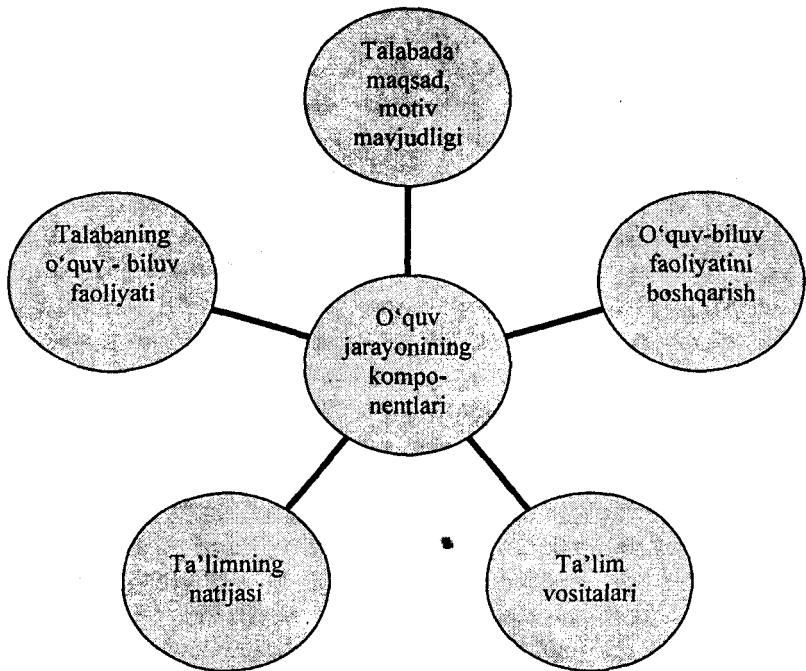 Talabada
maqsad,
motiv
mavjudligi
Talabaning
o‘quv - biluv
faoliyati
O‘quv-biluv
faoliyatini
boshqarish
O‘quv
jarayonining
kompo-
nentlari
Ta’limning
natijasi
Ta’lim
vositalari